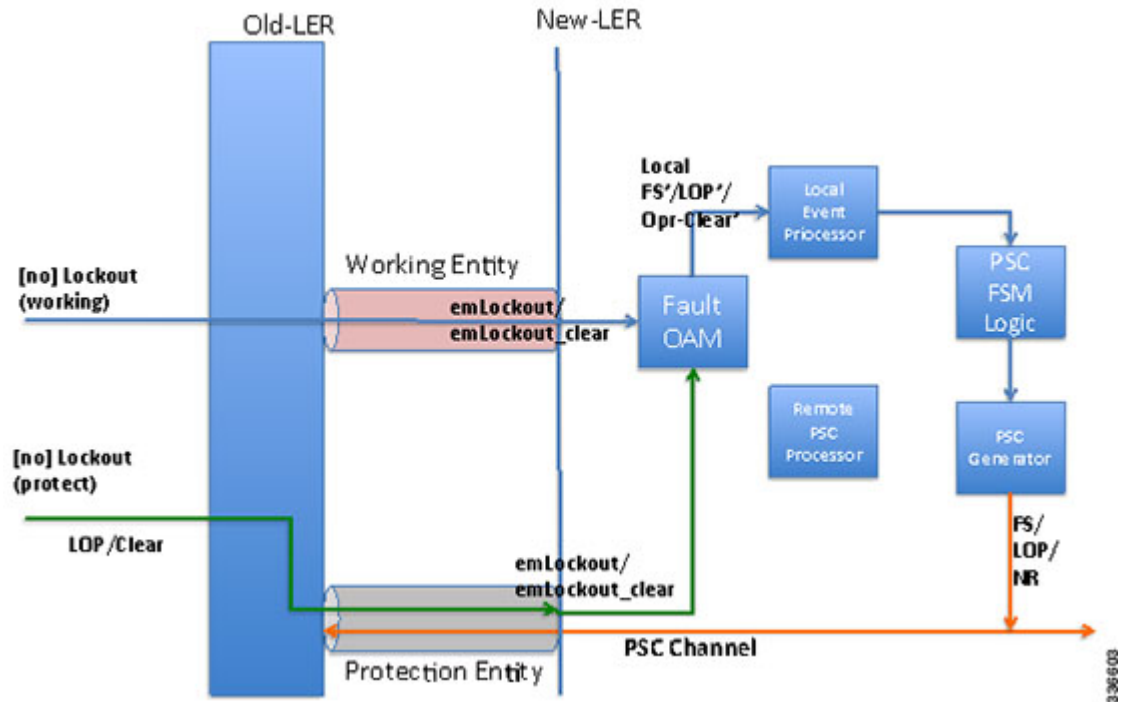 Old-LER
New-LER
Local
FS'/LOP'/
Opr-Clear'
Local
Event
Priocessor
[no] Lockout
(working)
Working Entity
emLockout/
emLockout_clear
Fault
OAM
PSC
FSM
Logic
Remote
PSC
Processor
PSC
Generator
[no] Lockout
(protect)
LOP/Clear
emLockout/
emLockout_clear
FS/
LOP/
NR
PSC Channel
Protection Entity
336603